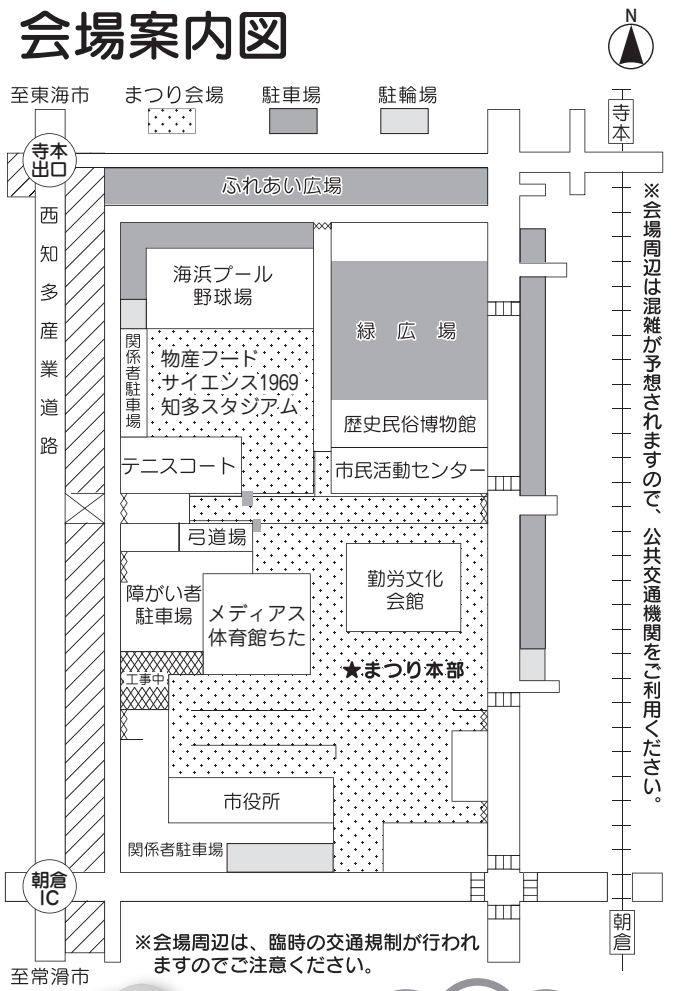 会場案内図
N
至東海市
まつり会場
駐車場
駐輪場
寺本
寺本
出口
ふれあい広場
西知多産業道路
海浜プール
野球場
緑広場
関係者駐車場
物産フード
サイエンス1969
知多スタジアム
歴史民俗博物館
テニスコート
市民活動センター
弓道場
勤労文化
会館
障がい者
駐車場
メディアス
体育館ちた
★まつり本部
工事中
市役所
関係者駐車場
朝倉
IC
朝倉
※会場周辺は混雑が予想されますので、公共交通機関をご利用ください。
※会場周辺は、臨時の交通規制が行われ
ますのでご注意ください。
至常滑市